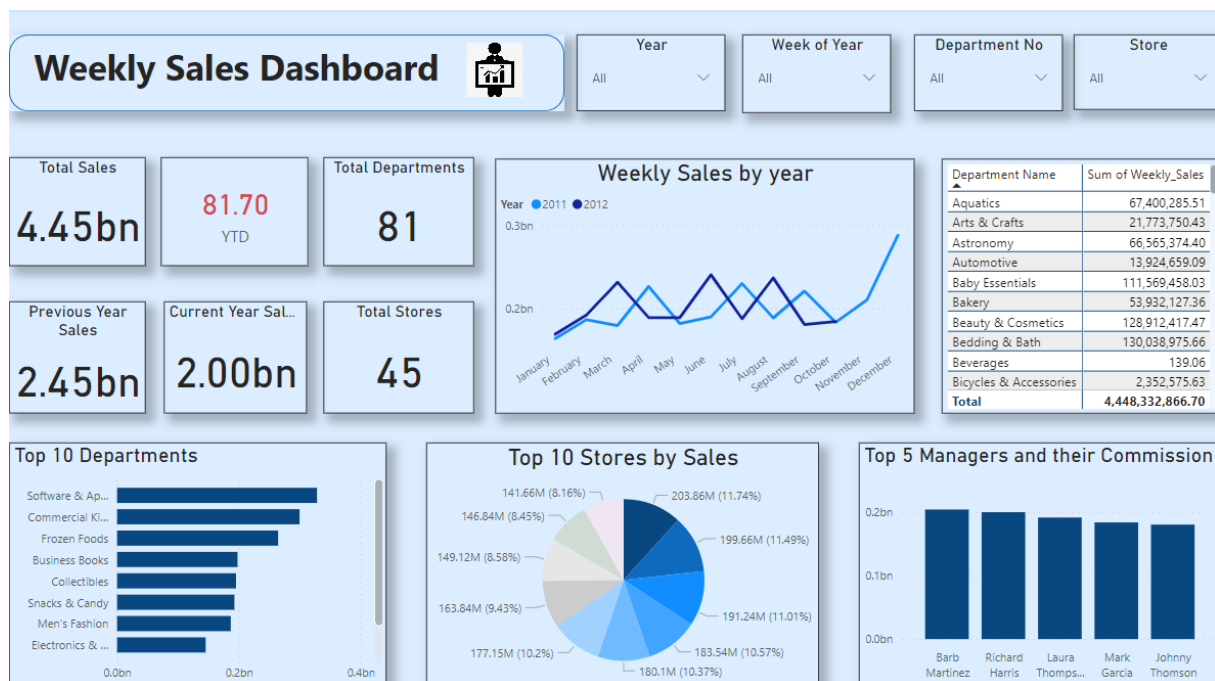 Weekly Sales Dashboard
Year
All
Week of Year
All
Department No
All
Store
All
Total Sales
4.45bn
81.70
YTD
Total Departments
81
Previous Year
Sales
2.45bn
Current Year Sal...
2.00bn
Total Stores
45
Weekly Sales by year
Year 2011 2012
0.3bn
0.2bn
January
February
March
April
May
June
July
August
September
October
November
December
Department Name Sum of Weekly_Sales
Aquatics 67,400,285.51
Arts & Crafts 21,773,750.43
Astronomy 66,565,374.40
Automotive 13,924,659.09
Baby Essentials 111,569,458.03
Bakery 53,932,127.36
Beauty & Cosmetics 128,912,417.47
Bedding & Bath 130,038,975.66
Beverages 139.06
Bicycles & Accessories 2,352,575.63
Total 4,448,332,866.70
Top 10 Departments
Software & Ap...
Commercial Ki...
Frozen Foods
Business Books
Collectibles
Snacks & Candy
Men's Fashion
Electronics & ...
0.0bn 0.2bn 0.4bn
Top 10 Stores by Sales
203.86M (11.74%)
199.66M (11.49%)
191.24M (11.01%)
183.54M (10.57%)
180.1M (10.37%)
177.15M (10.2%)
163.84M (9.43%)
149.12M (8.58%)
146.84M (8.45%)
141.66M (8.16%)
Top 5 Managers and their Commission
0.2bn
0.1bn
0.0bn
Barb
Martinez
Richard
Harris
Laura
Thomps...
Mark
Garcia
Johnny
Thomson